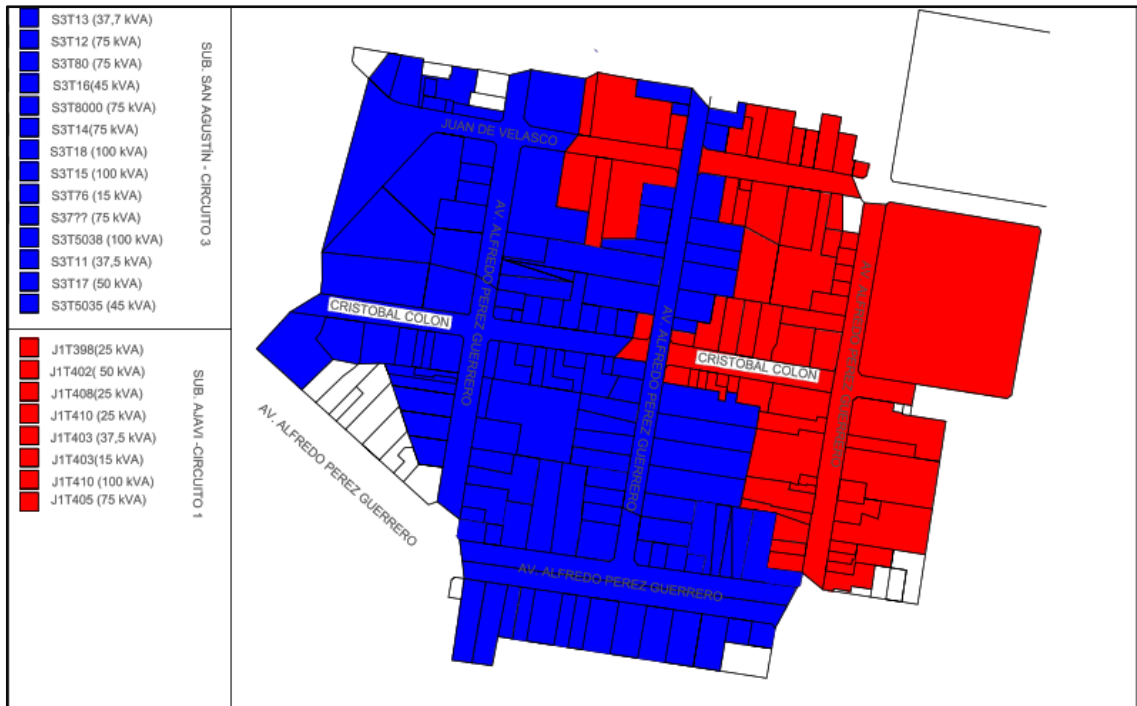 S3T13 (37,7 kVA)
S3T12 (75 kVA)
S3T80 (75 kVA)
S3T16(45 kVA)
S3T8000 (75 kVA)
S3T14(75 kVA)
S3T18 (100 kVA)
S3T15 (100 kVA)
S3T76 (15 kVA)
S37?? (75 kVA)
S3T5038 (100 kVA)
S3T11 (37,5 kVA)
S3T17 (50 kVA)
S3T5035 (45 kVA)
SUB. SAN AGUSTÍN - CIRCUITO 3
J1T398(25 kVA)
J1T402( 50 kVA)
J1T408(25 kVA)
J1T410 (25 kVA)
J1T403 (37,5 kVA)
J1T403(15 kVA)
J1T410 (100 kVA)
J1T405 (75 kVA)
SUB. AJAVI -CIRCUITO 1
JUAN DE VELASCO
AV. ALFREDO PEREZ GUERRERO
CRISTOBAL COLON
AV. ALFREDO PEREZ GUERRERO
CRISTOBAL COLON
AV. ALFREDO PEREZ GUERRERO
AV. ALFREDO PEREZ GUERRERO
AV. ALFREDO PEREZ GUERRERO